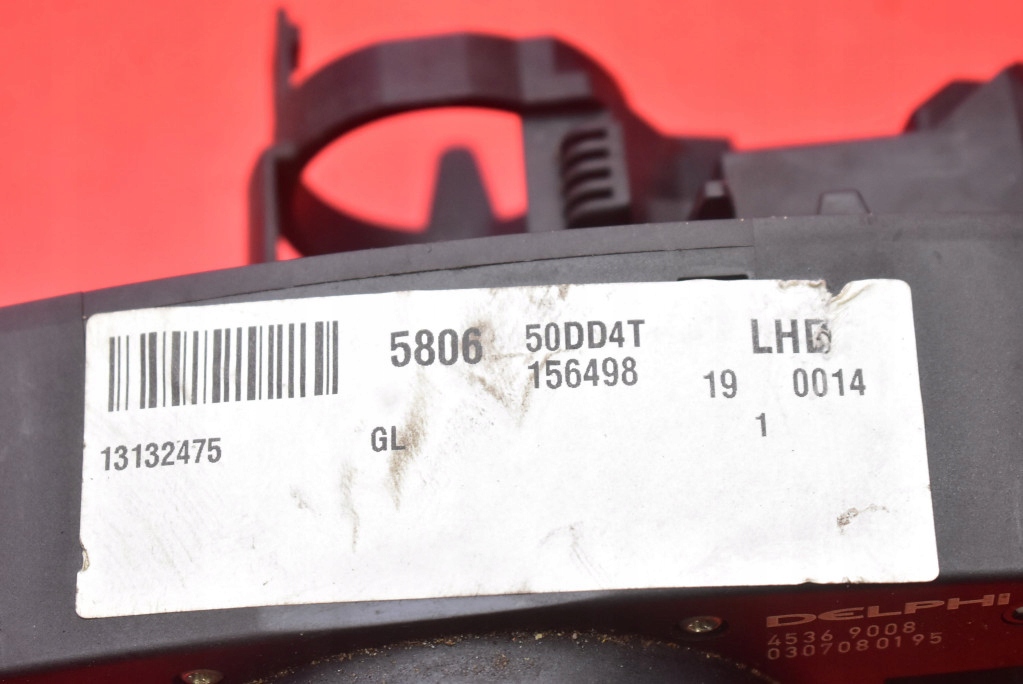 5806 50DD4T LHD
156498 19 0014
13132475 GL 1
DELPHI
4536 9008
0307080195